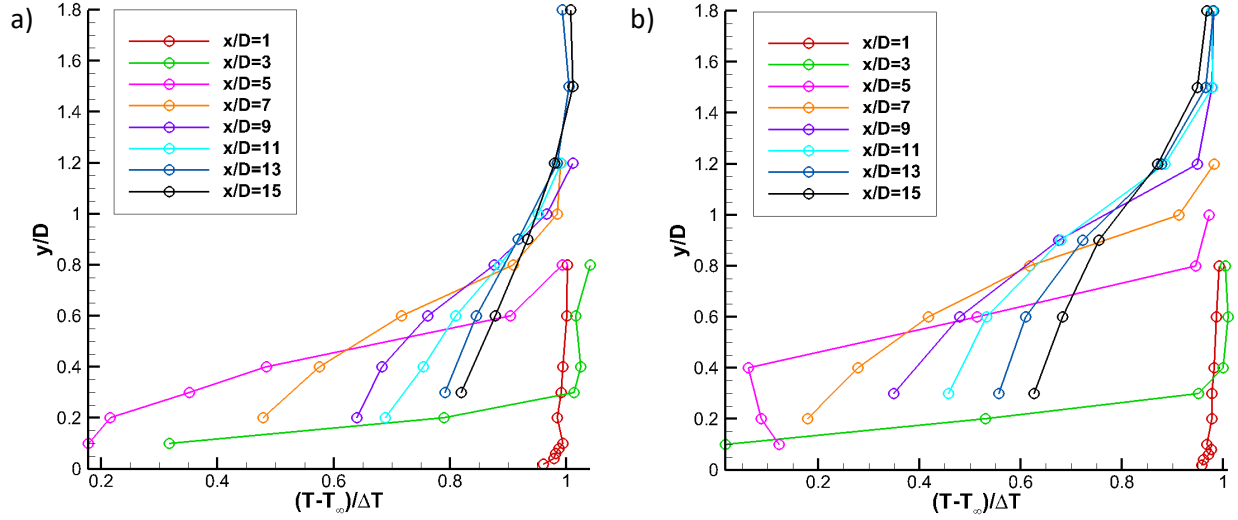 a)
1.8
1.6
1.4
1.2
1
0.8
0.6
0.4
0.2
0
y/D
x/D=1
x/D=3
x/D=5
x/D=7
x/D=9
x/D=11
x/D=13
x/D=15
0.2 0.4 0.6 0.8 1
(T-T∞)/ΔT
b)
1.8
1.6
1.4
1.2
1
0.8
0.6
0.4
0.2
0
y/D
x/D=1
x/D=3
x/D=5
x/D=7
x/D=9
x/D=11
x/D=13
x/D=15
0.2 0.4 0.6 0.8 1
(T-T∞)/ΔT